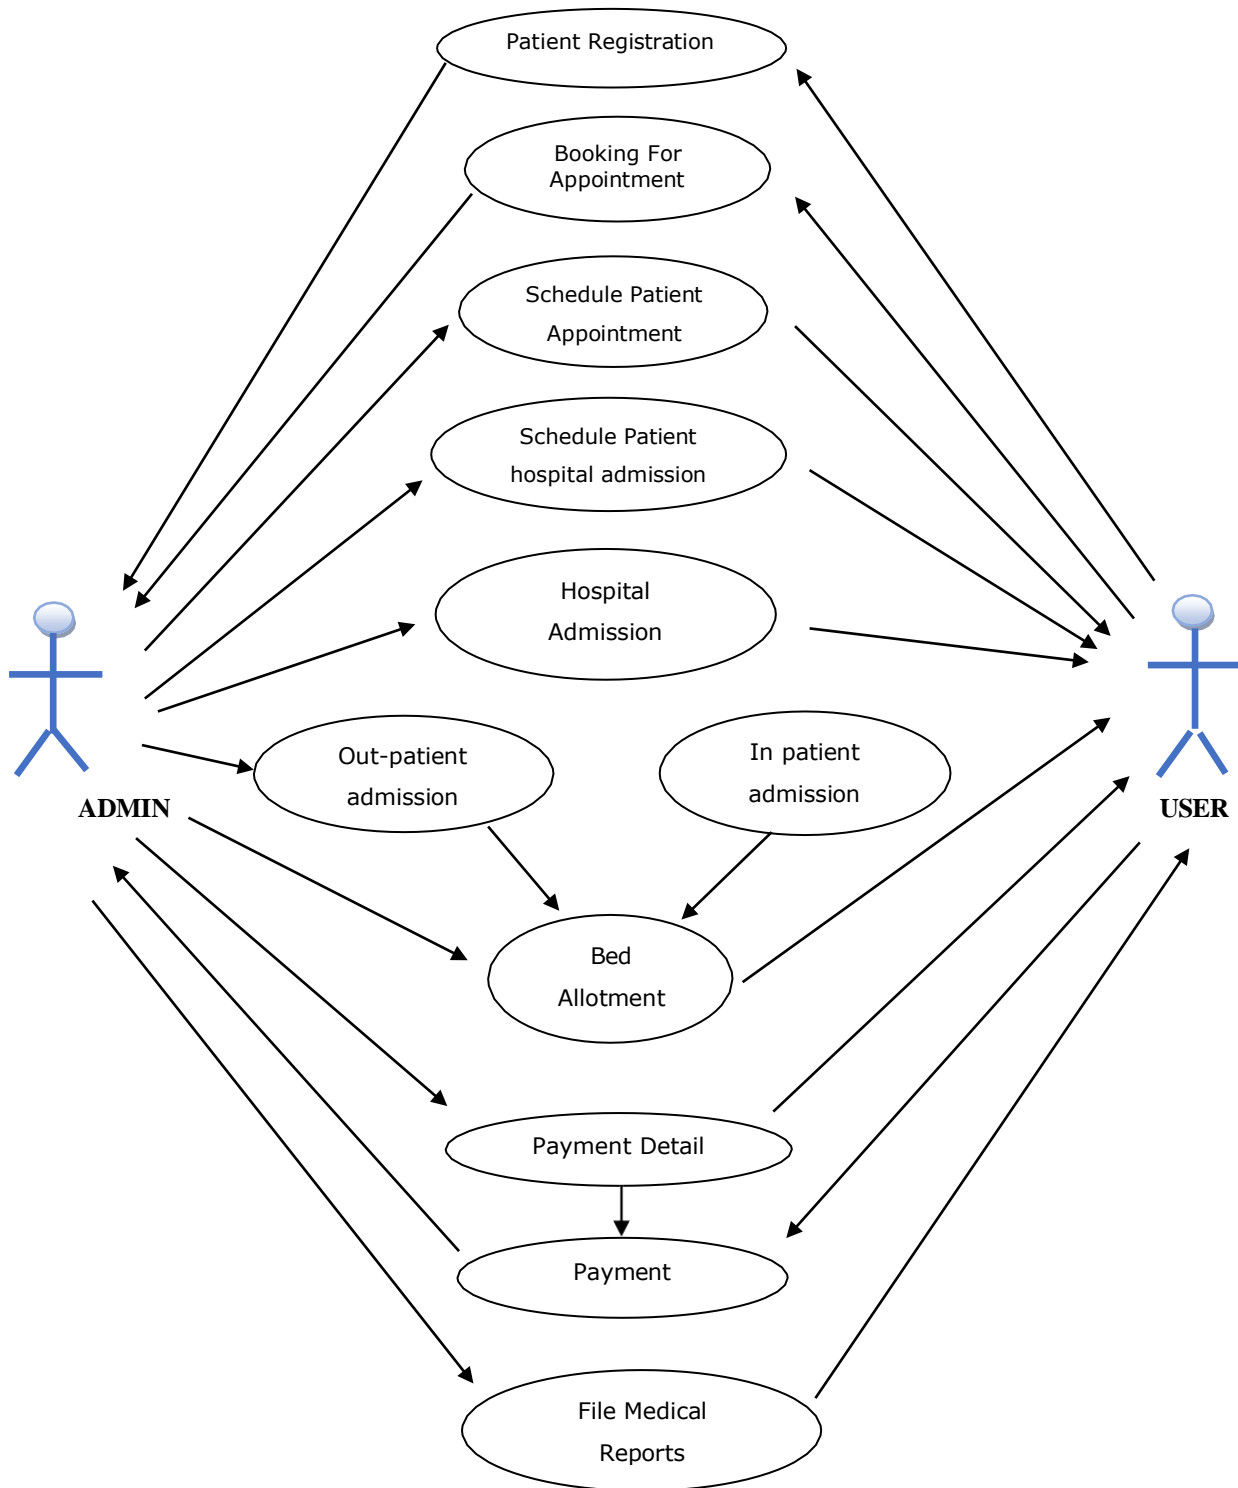 Patient Registration
Booking For
Appointment
Schedule Patient
Appointment
Schedule Patient
hospital admission
Hospital
Admission
Out-patient
admission
In patient
admission
ADMIN
USER
Bed
Allotment
Payment Detail
Payment
File Medical
Reports